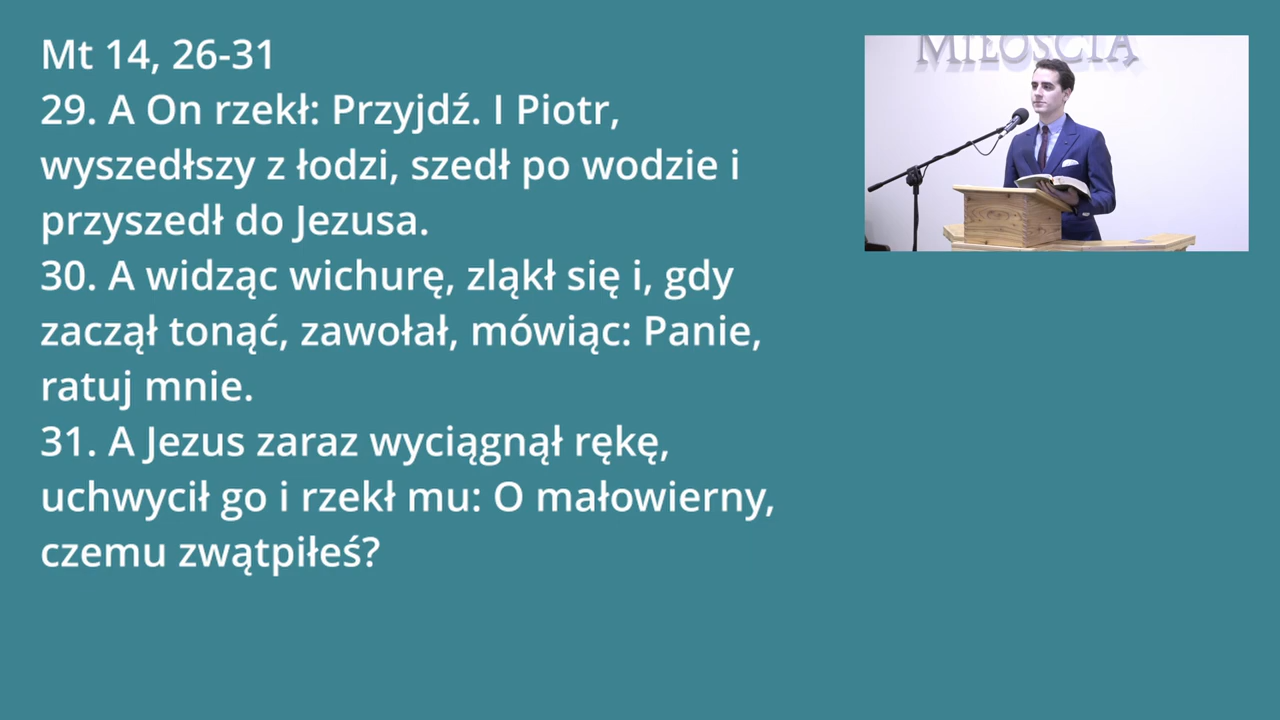 Mt 14, 26-31
29. A On rzekł: Przyjdź. I Piotr,
wyszedłszy z łodzi, szedł po wodzie i
przyszedł do Jezusa.
30. A widząc wichurę, zląkł się i, gdy
zaczął tonąć, zawołał, mówiąc: Panie,
ratuj mnie.
31. A Jezus zaraz wyciągnął rękę,
uchwycił go i rzekł mu: O małowierny,
czemu zwątpiłeś?
MIŁOŚCIĄ